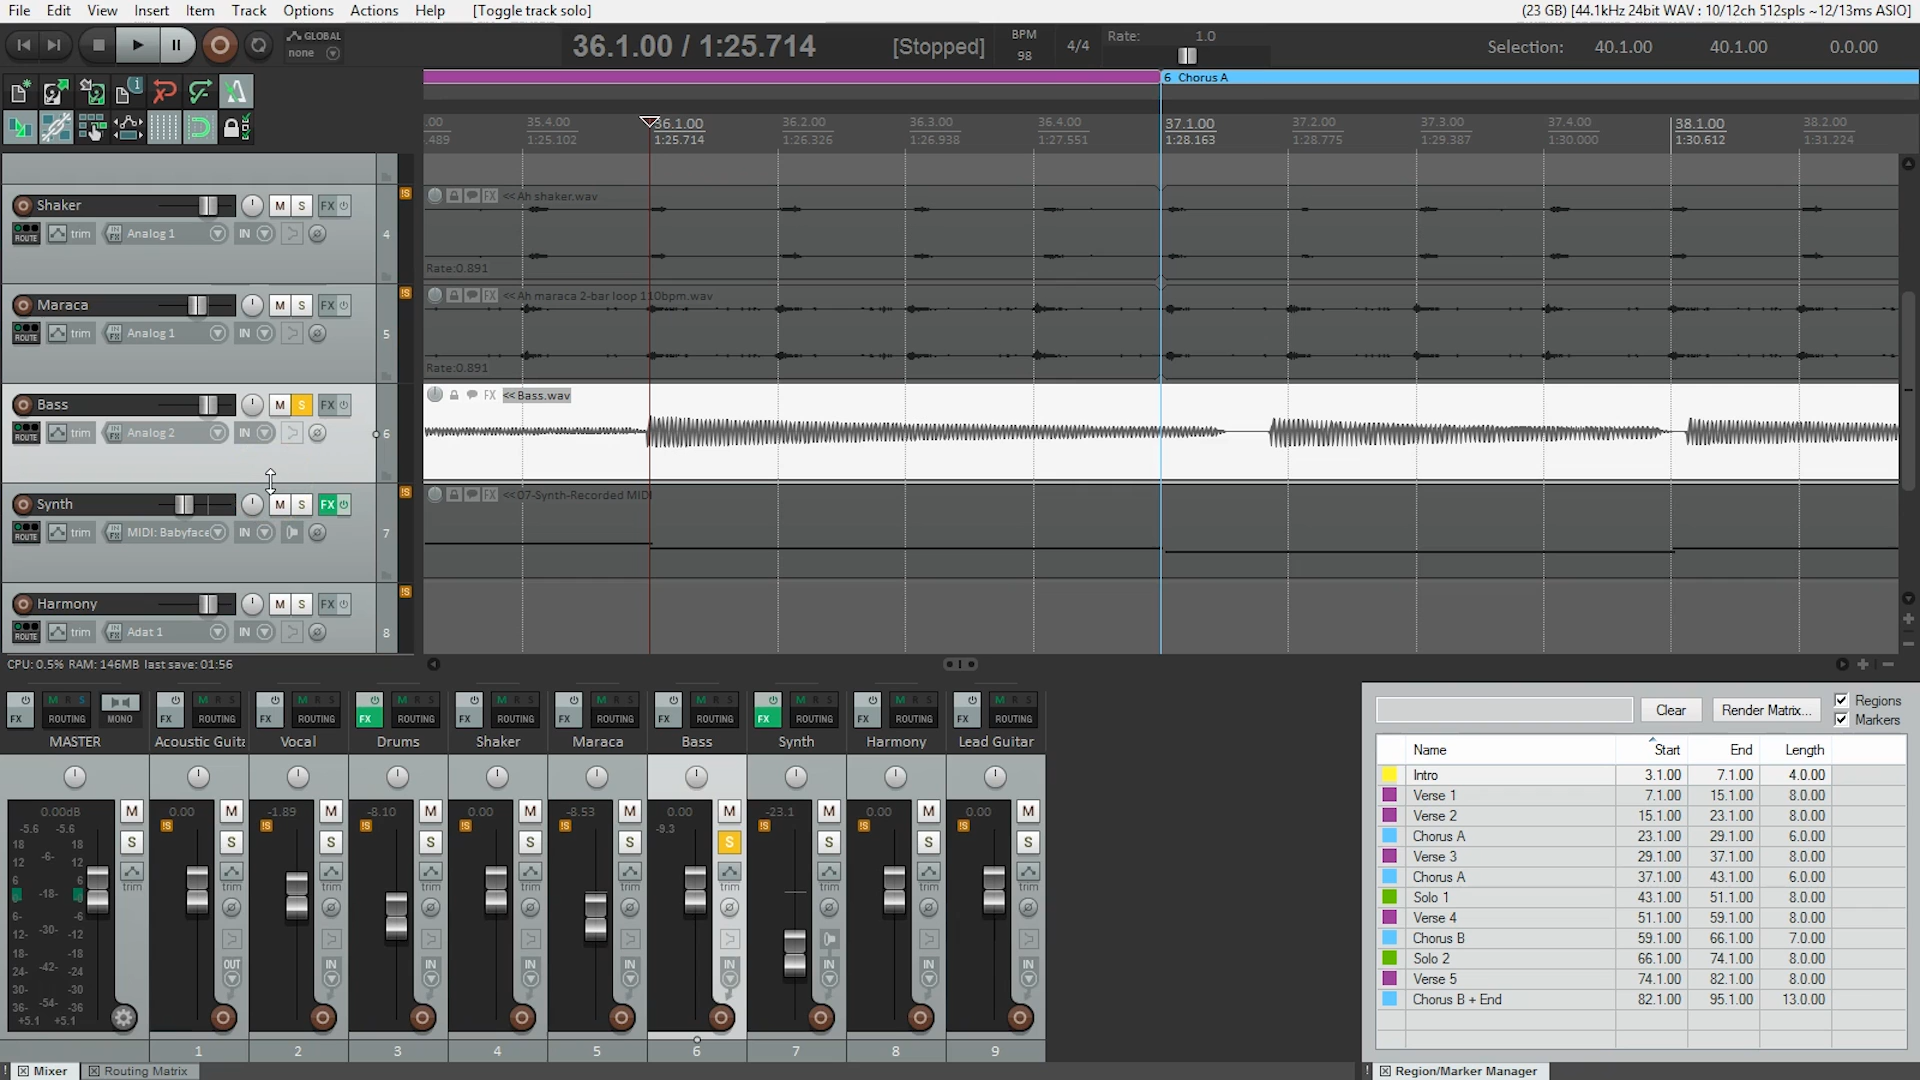 File Edit View Insert Item Track Options Actions Help [Toggle track solo] (23 GB) [44.1kHz 24bit WAV : 10/12ch 512spls ~12/13ms ASIO]
GLOBAL none 36.1.00 / 1:25.714 [Stopped] BPM 98 4/4 Rate: 1.0 Selection: 40.1.00 40.1.00 0.0.00
6 Chorus A
.00 35.4.00 36.1.00 36.2.00 36.3.00 36.4.00 37.1.00 37.2.00 37.3.00 37.4.00 38.1.00 38.2.00
.489 1:25.102 1:25.714 1:26.326 1:26.938 1:27.551 1:28.163 1:28.775 1:29.387 1:30.000 1:30.612 1:31.224
Shaker M S FX !S FX << Ah shaker.wav
ROUTE trim IN FX Analog 1 IN 4
Rate:0.891
Maraca M S FX !S FX << Ah maraca 2-bar loop 110bpm.wav
ROUTE trim IN FX Analog 1 IN 5
Rate:0.891
Bass M S FX FX << Bass.wav
ROUTE trim IN FX Analog 2 IN 6
Synth M S FX !S FX << 07-Synth-Recorded MIDI
ROUTE trim IN FX MIDI: Babyface IN 7
Harmony M S FX !S
ROUTE trim IN FX Adat 1 IN 8
CPU: 0.5% RAM: 146MB last save: 01:56
FX M R S ROUTING MONO FX M R S ROUTING FX M R S ROUTING FX M R S ROUTING FX M R S ROUTING FX M R S ROUTING FX M R S ROUTING FX M R S ROUTING FX M R S ROUTING FX M R S ROUTING
MASTER Acoustic Guita Vocal Drums Shaker Maraca Bass Synth Harmony Lead Guitar
0.00dB M 0.00 M -1.89 M -8.10 M 0.00 M -8.53 M 0.00 M -23.1 M 0.00 M 0.00 M
-5.6 -5.6 !S !S !S !S !S -9.3 !S !S !S
S S S S S S S S S S
18 18
12 -6- 12
6 6
trim trim trim trim trim trim trim trim trim trim
-18-
6- -6
-30-
12- -12
18- -18
24- -42- -24
30- -30
36- -54- -36
+5.1 +5.1
OUT IN IN IN IN IN IN IN IN
1 2 3 4 5 6 7 8 9
Mixer Routing Matrix
Clear Render Matrix... Regions
Markers
Name Start End Length
Intro 3.1.00 7.1.00 4.0.00
Verse 1 7.1.00 15.1.00 8.0.00
Verse 2 15.1.00 23.1.00 8.0.00
Chorus A 23.1.00 29.1.00 6.0.00
Verse 3 29.1.00 37.1.00 8.0.00
Chorus A 37.1.00 43.1.00 6.0.00
Solo 1 43.1.00 51.1.00 8.0.00
Verse 4 51.1.00 59.1.00 8.0.00
Chorus B 59.1.00 66.1.00 7.0.00
Solo 2 66.1.00 74.1.00 8.0.00
Verse 5 74.1.00 82.1.00 8.0.00
Chorus B + End 82.1.00 95.1.00 13.0.00
! Region/Marker Manager